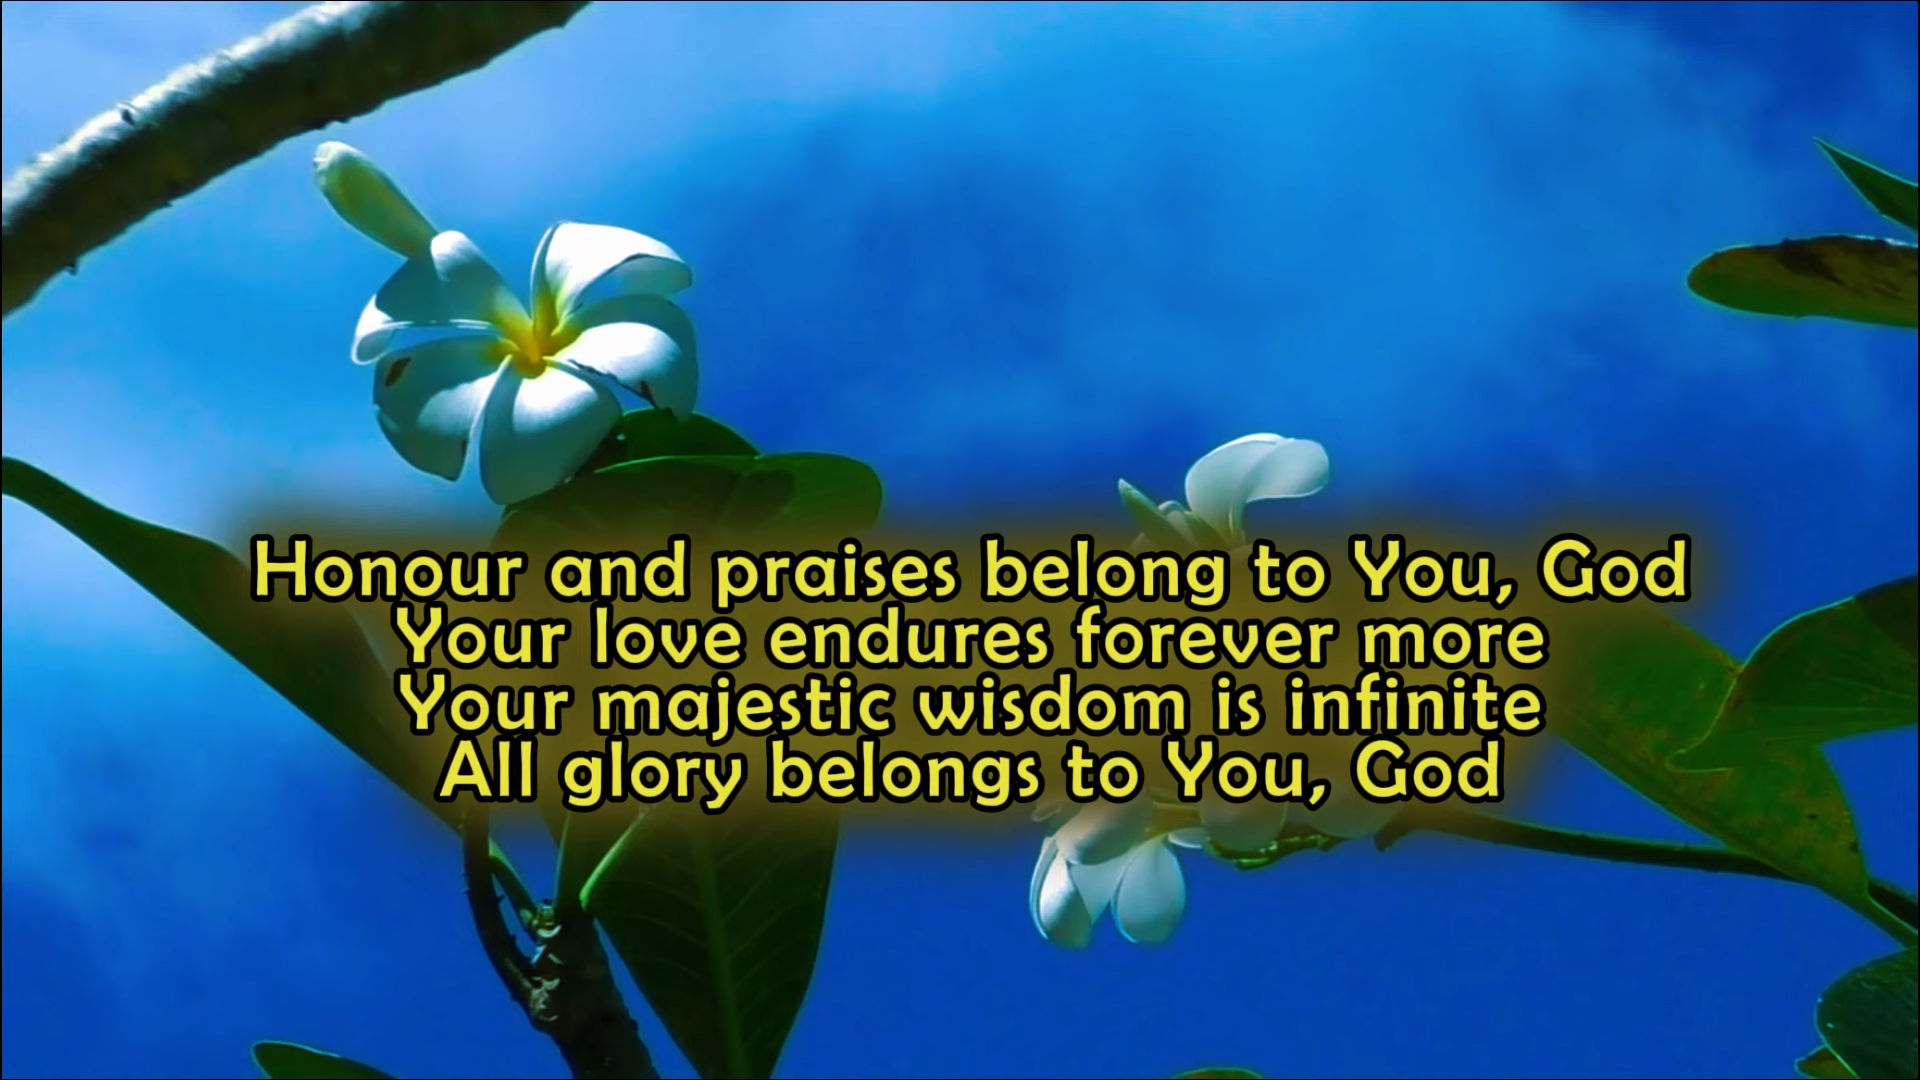 Honour and praises belong to You, God
Your love endures forever more
Your majestic wisdom is infinite
All glory belongs to You, God